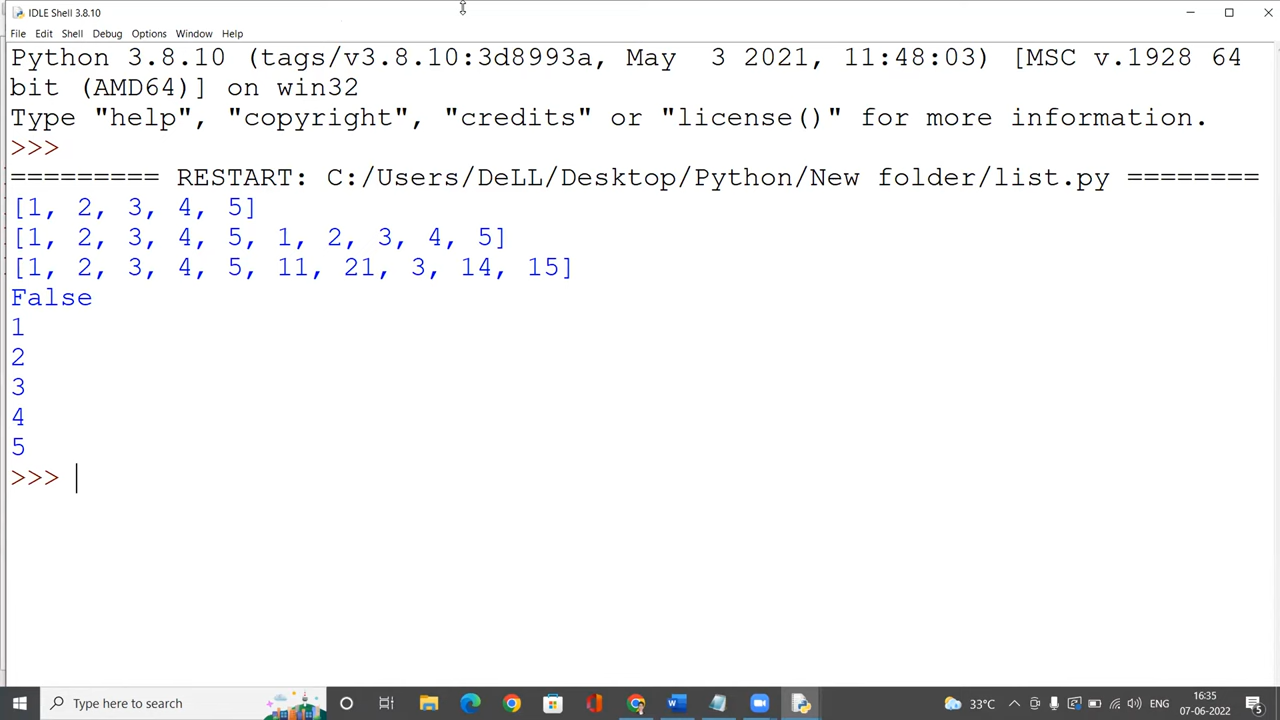 IDLE Shell 3.8.10
File Edit Shell Debug Options Window Help
Python 3.8.10 (tags/v3.8.10:3d8993a, May  3 2021, 11:48:03) [MSC v.1928 64
bit (AMD64)] on win32
Type "help", "copyright", "credits" or "license()" for more information.
>>>
========= RESTART: C:/Users/DeLL/Desktop/Python/New folder/list.py ========
[1, 2, 3, 4, 5]
[1, 2, 3, 4, 5, 1, 2, 3, 4, 5]
[1, 2, 3, 4, 5, 11, 21, 3, 14, 15]
False
1
2
3
4
5
>>>
Type here to search
33°C
ENG
16:35
07-06-2022
5